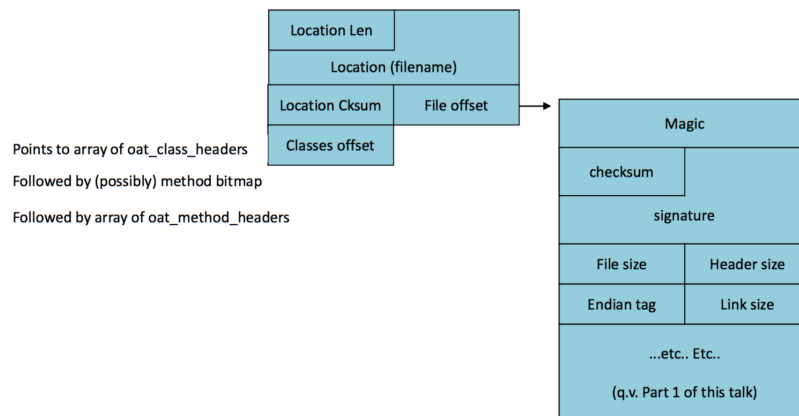 Location Len
Location (filename)
Location Cksum
File offset
Classes offset
Points to array of oat_class_headers
Followed by (possibly) method bitmap
Followed by array of oat_method_headers
Magic
checksum
signature
File size
Header size
Endian tag
Link size
...etc.. Etc..
(q.v. Part 1 of this talk)